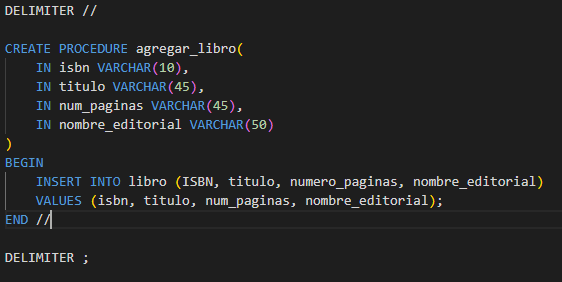 DELIMITER //
CREATE PROCEDURE agregar_libro(
IN isbn VARCHAR(10),
IN titulo VARCHAR(45),
IN num_paginas VARCHAR(45),
IN nombre_editorial VARCHAR(50)
)
BEGIN
INSERT INTO libro (ISBN, titulo, numero_paginas, nombre_editorial)
VALUES (isbn, titulo, num_paginas, nombre_editorial);
END //
DELIMITER ;